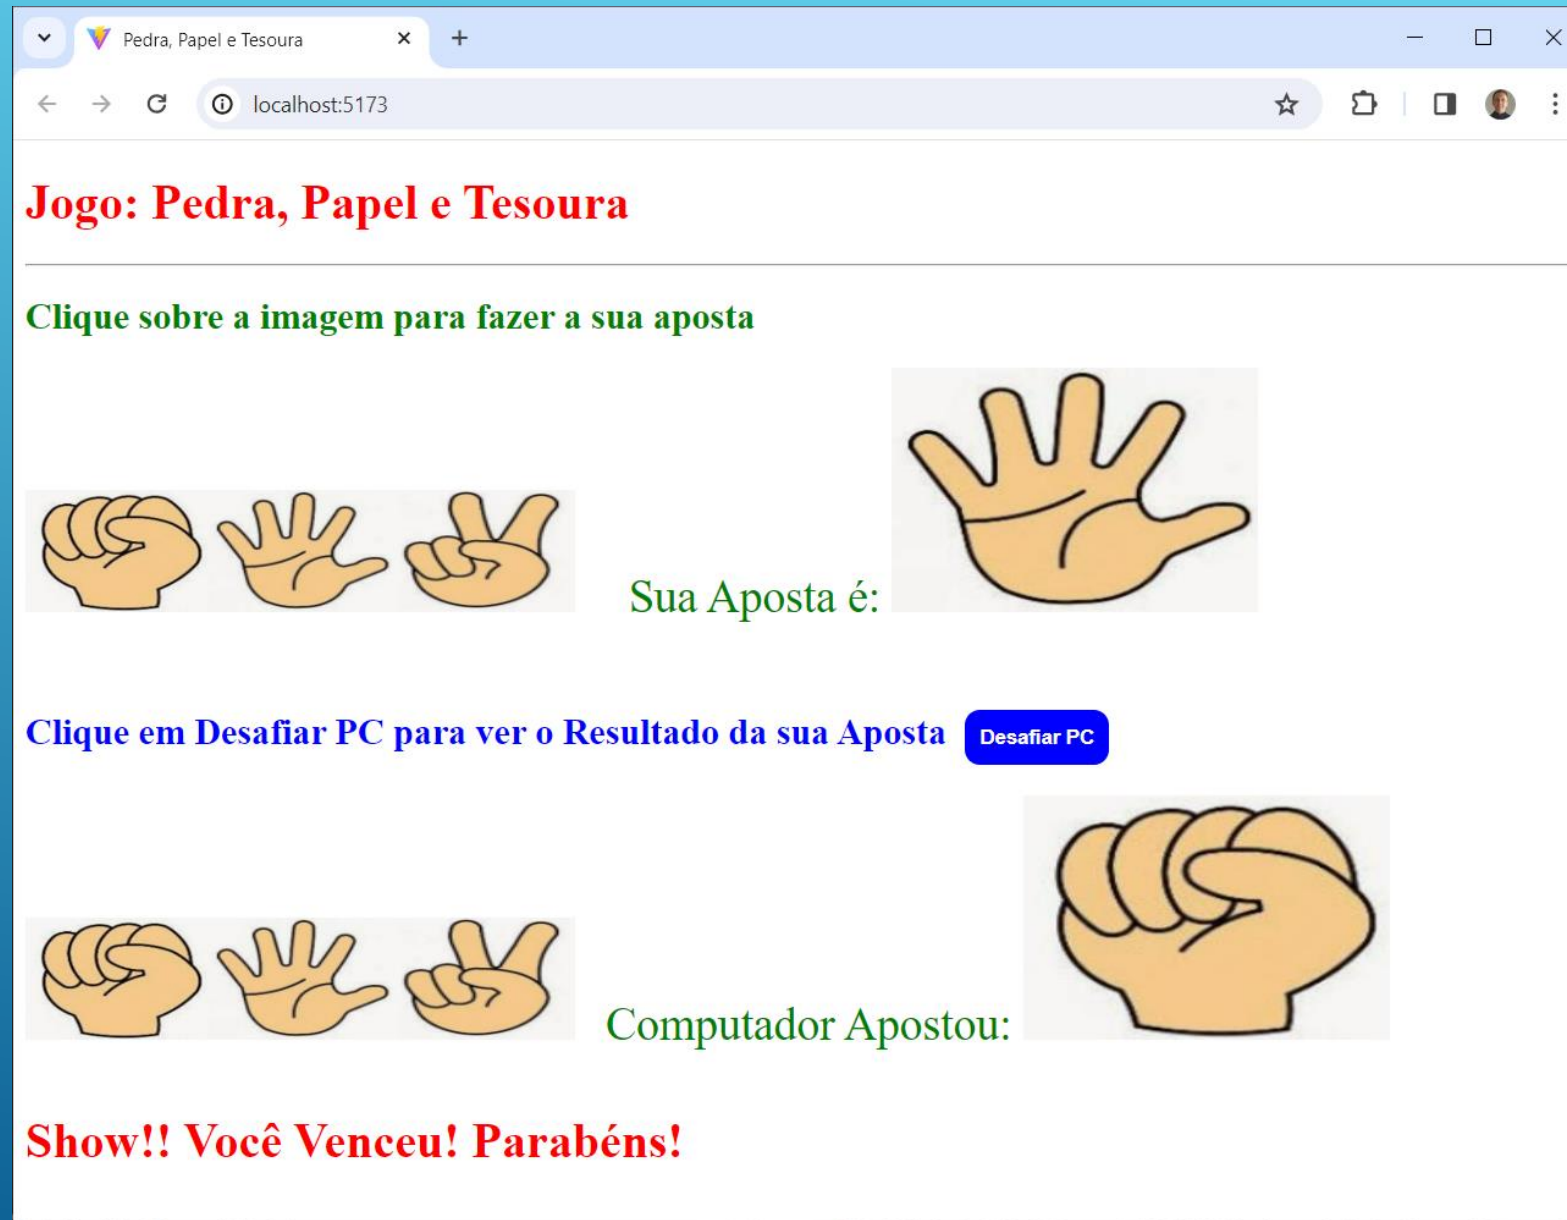 Pedra, Papel e Tesoura
localhost:5173
Jogo: Pedra, Papel e Tesoura
Clique sobre a imagem para fazer a sua aposta
Sua Aposta é:
Clique em Desafiar PC para ver o Resultado da sua Aposta
Desafiar PC
Computador Apostou:
Show!! Você Venceu! Parabéns!